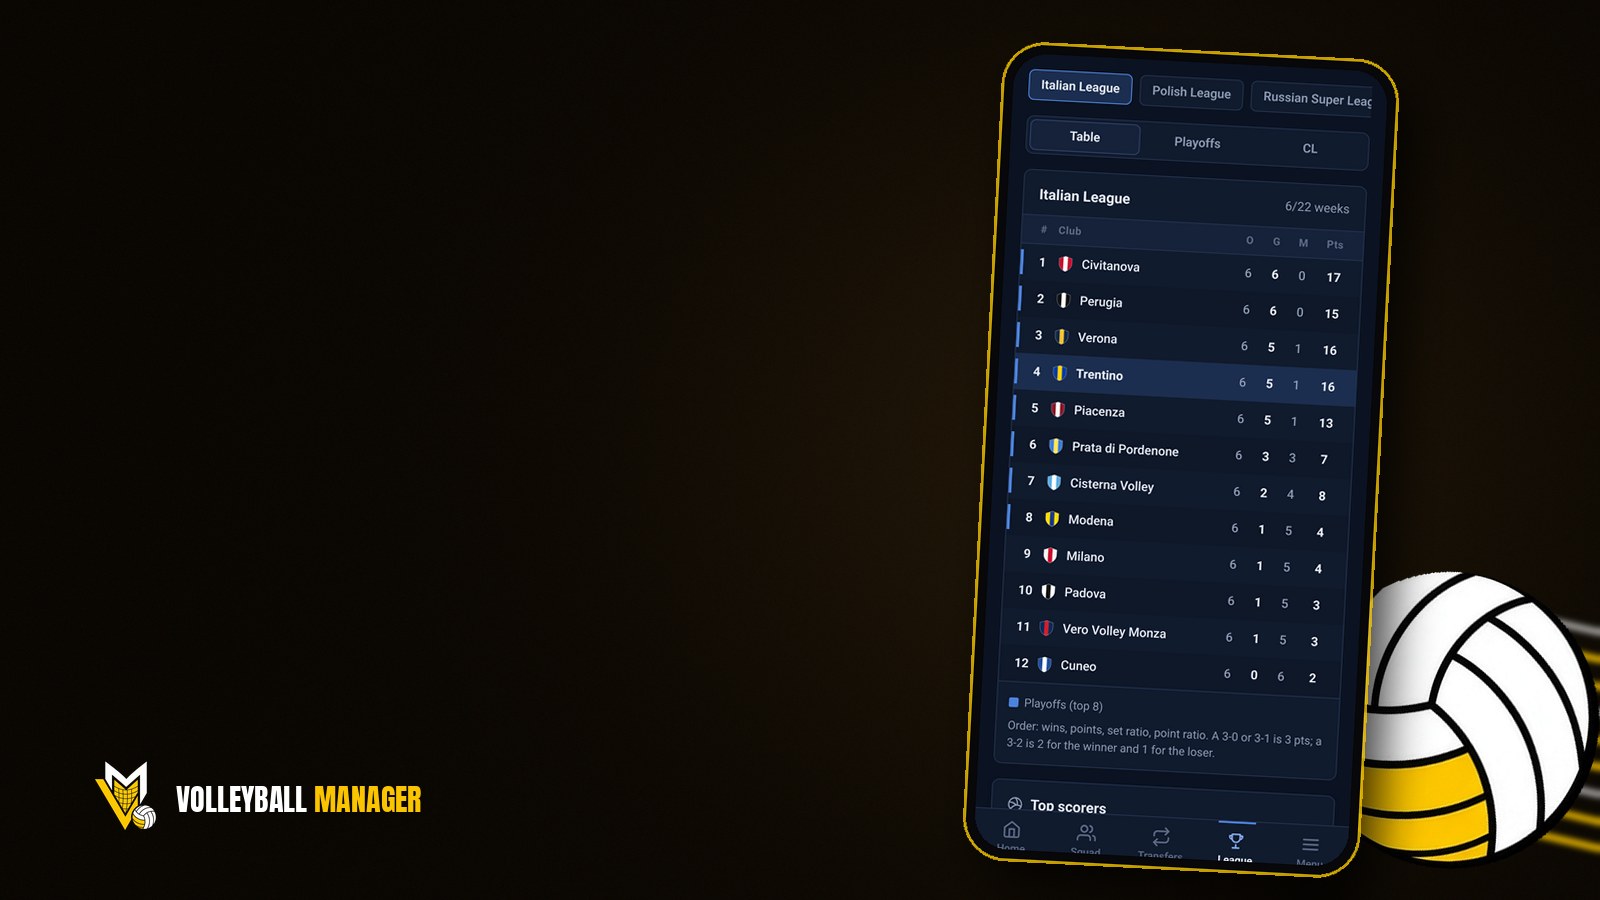 Italian League Polish League Russian Super Leag
Table Playoffs CL
Italian League 6/22 weeks
# Club O G M Pts
1 Civitanova 6 6 0 17
2 Perugia 6 6 0 15
3 Verona 6 5 1 16
4 Trentino 6 5 1 16
5 Piacenza 6 5 1 13
6 Prata di Pordenone 6 3 3 7
7 Cisterna Volley 6 2 4 8
8 Modena 6 1 5 4
9 Milano 6 1 5 4
10 Padova 6 1 5 3
11 Vero Volley Monza 6 1 5 3
12 Cuneo 6 0 6 2
Playoffs (top 8)
Order: wins, points, set ratio, point ratio. A 3-0 or 3-1 is 3 pts; a
3-2 is 2 for the winner and 1 for the loser.
Top scorers
Home Squad Transfers League Menu
VOLLEYBALL MANAGER